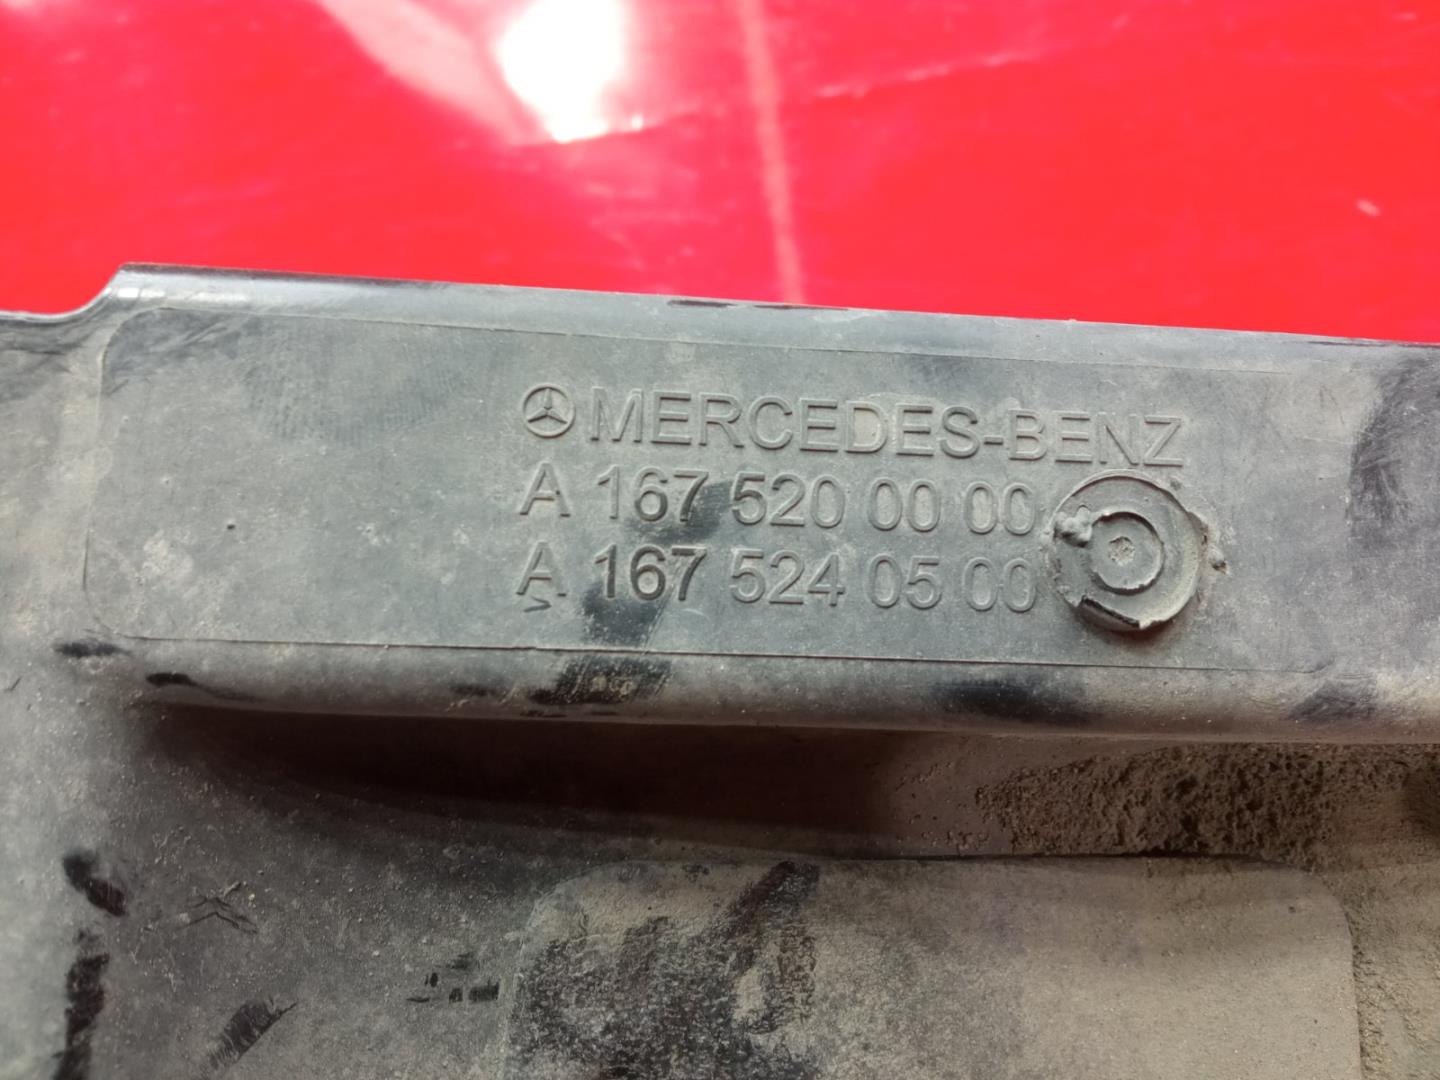 MERCEDES-BENZ
A 167 520 00 00
A 167 524 05 00